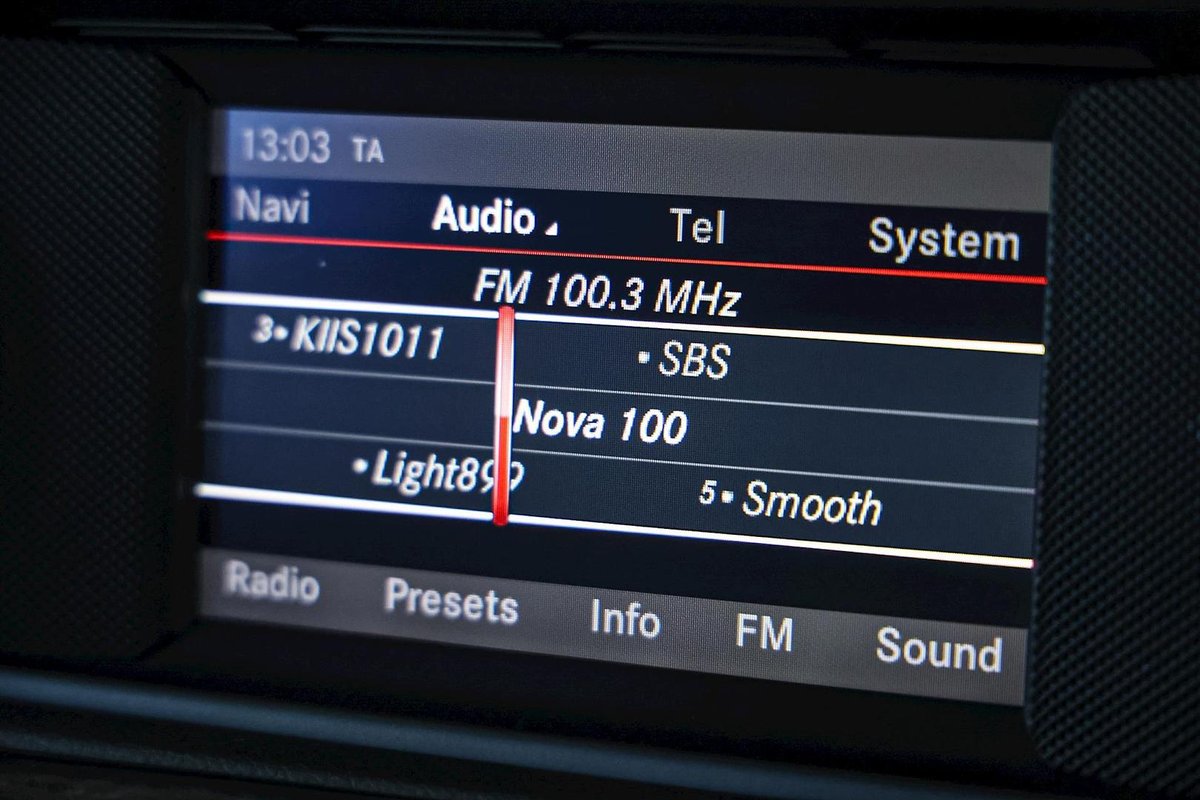 13:03 TA
Navi Audio Tel System
FM 100.3 MHz
3•KIIS1011 •SBS
Nova 100
•Light899 5•Smooth
Radio Presets Info FM Sound